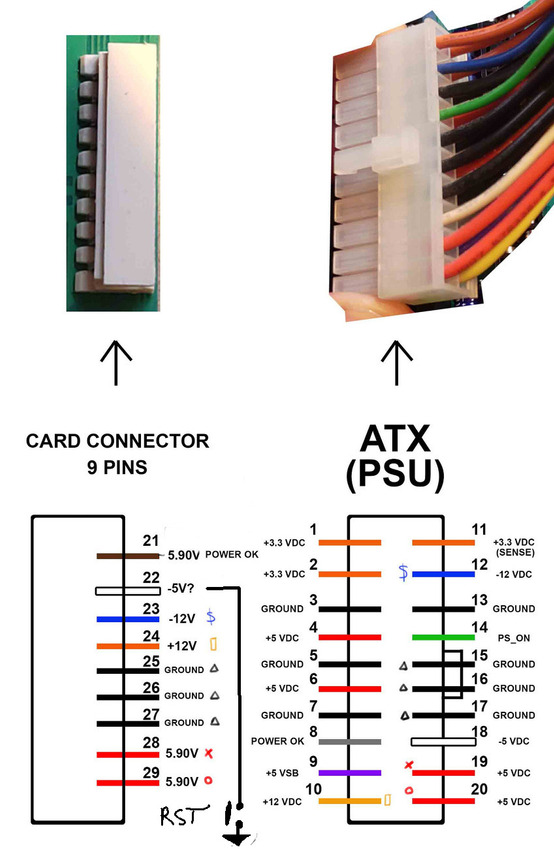 CARD CONNECTOR
9 PINS
21
5.90V POWER OK
22
-5V?
23
-12V $
24
+12V
25
GROUND
26
GROUND
27
GROUND
28
5.90V X
29
5.90V O
RST
ATX
(PSU)
1
+3.3 VDC
2
+3.3 VDC
3
GROUND
4
+5 VDC
5
GROUND
6
+5 VDC
7
GROUND
8
POWER OK
9
+5 VSB
10
+12 VDC
11
+3.3 VDC
(SENSE)
12
$ -12 VDC
13
GROUND
14
PS_ON
15
GROUND
16
GROUND
17
GROUND
18
-5 VDC
19
X +5 VDC
20
O +5 VDC